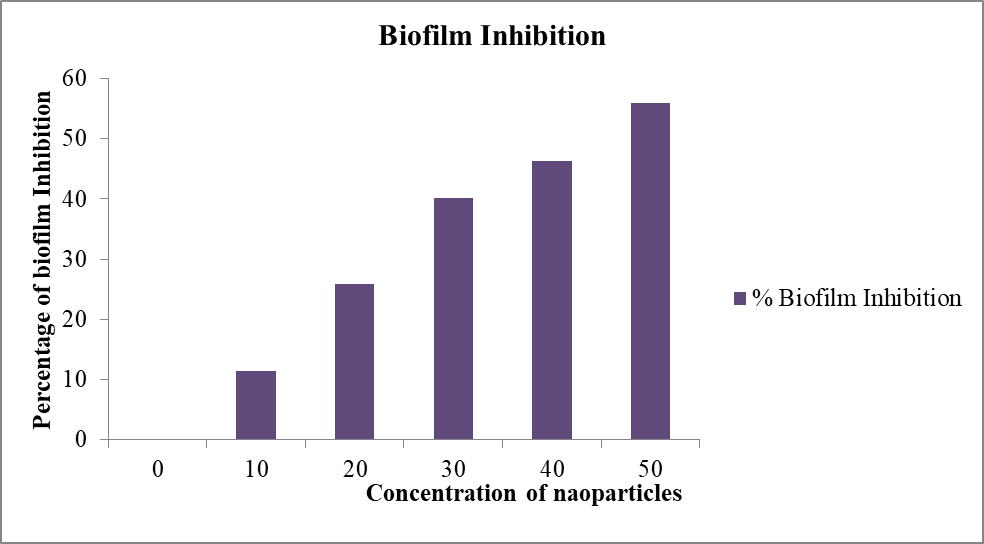 Biofilm Inhibition
Percentage of biofilm Inhibition
60
50
40
30
20
10
0
0 10 20 30 40 50
Concentration of naoparticles
% Biofilm Inhibition